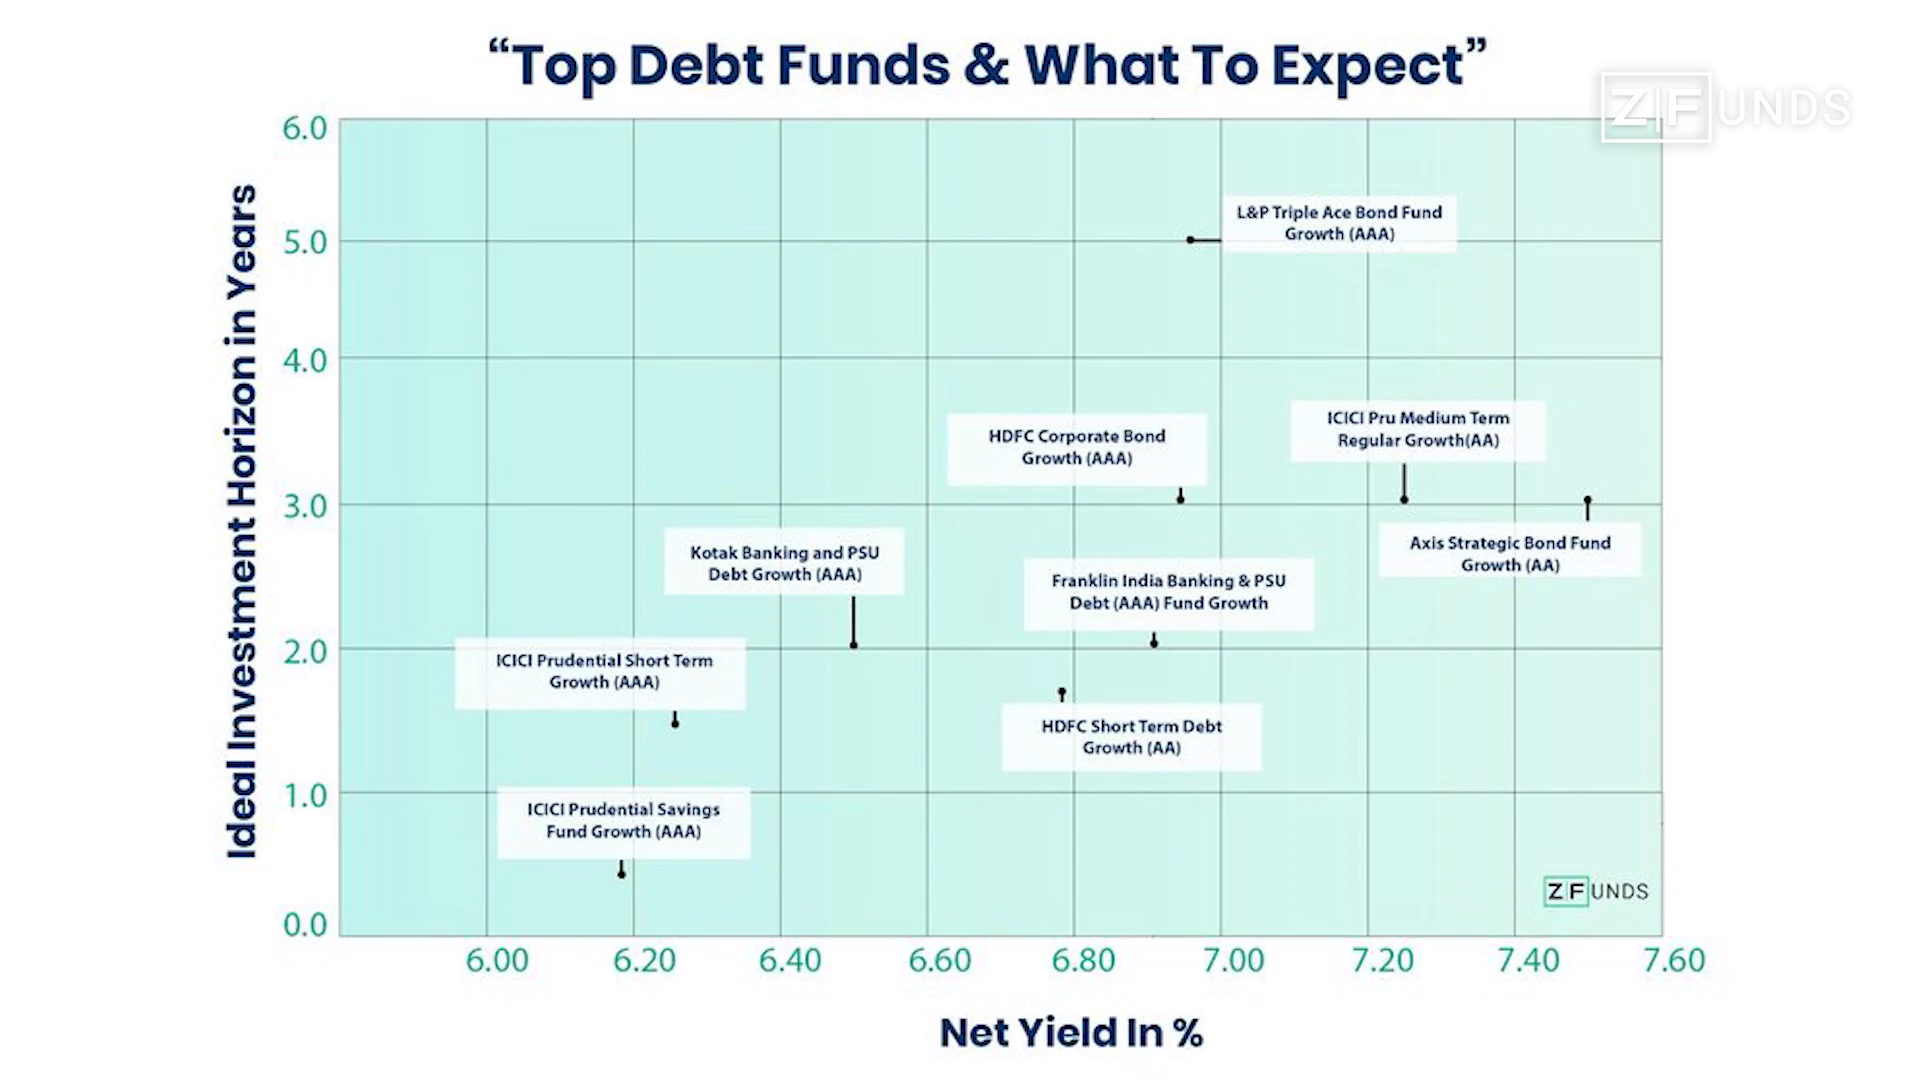 “Top Debt Funds & What To Expect”
ZFUNDS
Ideal Investment Horizon in Years
6.0
5.0
4.0
3.0
2.0
1.0
0.0
L&P Triple Ace Bond Fund
Growth (AAA)
HDFC Corporate Bond
Growth (AAA)
ICICI Pru Medium Term
Regular Growth(AA)
Kotak Banking and PSU
Debt Growth (AAA)
Axis Strategic Bond Fund
Growth (AA)
Franklin India Banking & PSU
Debt (AAA) Fund Growth
ICICI Prudential Short Term
Growth (AAA)
HDFC Short Term Debt
Growth (AA)
ICICI Prudential Savings
Fund Growth (AAA)
ZFUNDS
6.00 6.20 6.40 6.60 6.80 7.00 7.20 7.40 7.60
Net Yield In %